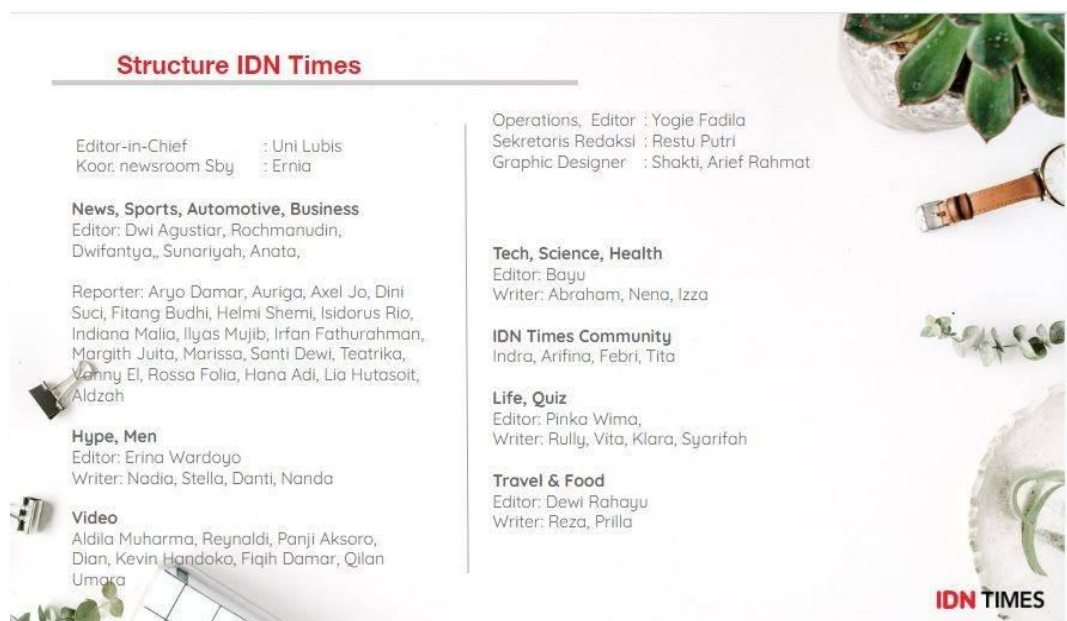 Structure IDN Times
Editor-in-Chief : Uni Lubis
Koor. newsroom Sby : Ernia
News, Sports, Automotive, Business
Editor: Dwi Agustiar, Rochmanudin,
Dwifantya,, Sunariyah, Anata,
Reporter: Aryo Damar, Auriga, Axel Jo, Dini
Suci, Fitang Budhi, Helmi Shemi, Isidorus Rio,
Indiana Malia, Ilyas Mujib, Irfan Fathurahman,
Margith Juita, Marissa, Santi Dewi, Teatrika,
Vanny El, Rossa Folia, Hana Adi, Lia Hutasoit,
Aldzah
Hype, Men
Editor: Erina Wardoyo
Writer: Nadia, Stella, Danti, Nanda
Video
Aldila Muharma, Reynaldi, Panji Aksoro,
Dian, Kevin Handoko, Fiqih Damar, Qilan
Umara
Operations, Editor : Yogie Fadila
Sekretaris Redaksi : Restu Putri
Graphic Designer : Shakti, Arief Rahmat
Tech, Science, Health
Editor: Bayu
Writer: Abraham, Nena, Izza
IDN Times Community
Indra, Arifina, Febri, Tita
Life, Quiz
Editor: Pinka Wima,
Writer: Rully, Vita, Klara, Syarifah
Travel & Food
Editor: Dewi Rahayu
Writer: Reza, Prilla
IDN TIMES